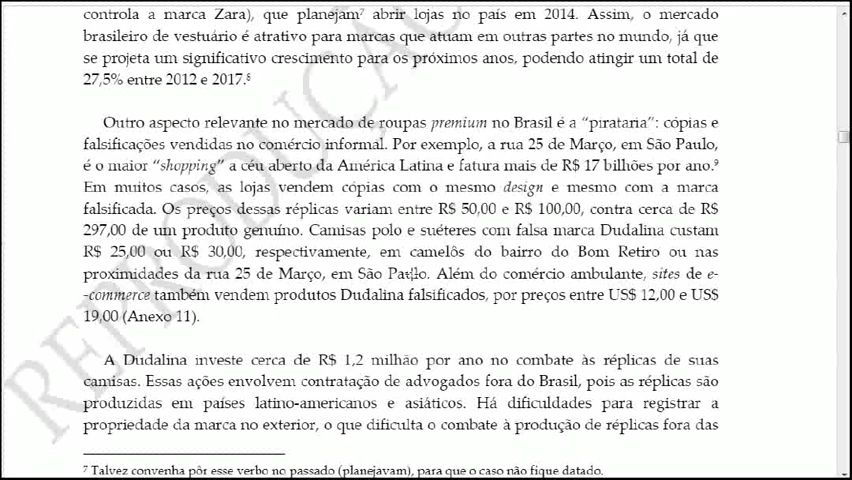 controla a marca Zara), que planejam⁷ abrir lojas no país em 2014. Assim, o mercado
brasileiro de vestuário é atrativo para marcas que atuam em outras partes no mundo, já que
se projeta um significativo crescimento para os próximos anos, podendo atingir um total de
27,5% entre 2012 e 2017.⁸
Outro aspecto relevante no mercado de roupas premium no Brasil é a “pirataria”: cópias e
falsificações vendidas no comércio informal. Por exemplo, a rua 25 de Março, em São Paulo,
é o maior “shopping” a céu aberto da América Latina e fatura mais de R$ 17 bilhões por ano.⁹
Em muitos casos, as lojas vendem cópias com o mesmo design e mesmo com a marca
falsificada. Os preços dessas réplicas variam entre R$ 50,00 e R$ 100,00, contra cerca de R$
297,00 de um produto genuíno. Camisas polo e suéteres com falsa marca Dudalina custam
R$ 25,00 ou R$ 30,00, respectivamente, em camelôs do bairro do Bom Retiro ou nas
proximidades da rua 25 de Março, em São Paulo. Além do comércio ambulante, sites de e-
-commerce também vendem produtos Dudalina falsificados, por preços entre US$ 12,00 e US$
19,00 (Anexo 11).
A Dudalina investe cerca de R$ 1,2 milhão por ano no combate às réplicas de suas
camisas. Essas ações envolvem contratação de advogados fora do Brasil, pois as réplicas são
produzidas em países latino-americanos e asiáticos. Há dificuldades para registrar a
propriedade da marca no exterior, o que dificulta o combate à produção de réplicas fora das
⁷ Talvez convenha pôr esse verbo no passado (planejavam), para que o caso não fique datado.
REPRODUÇÃO